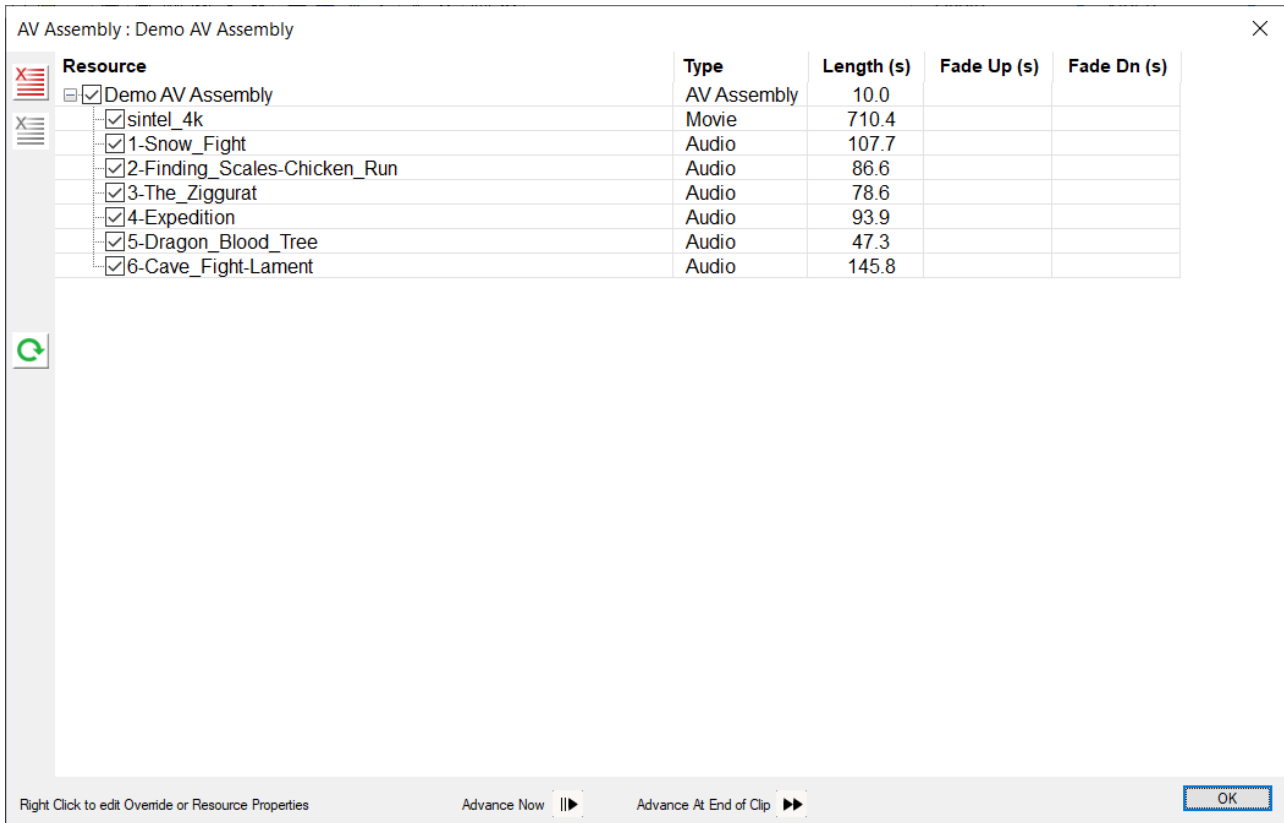 AV Assembly : Demo AV Assembly
Resource Type Length (s) Fade Up (s) Fade Dn (s)
Demo AV Assembly AV Assembly 10.0
sintel_4k Movie 710.4
1-Snow_Fight Audio 107.7
2-Finding_Scales-Chicken_Run Audio 86.6
3-The_Ziggurat Audio 78.6
4-Expedition Audio 93.9
5-Dragon_Blood_Tree Audio 47.3
6-Cave_Fight-Lament Audio 145.8
Right Click to edit Override or Resource Properties Advance Now Advance At End of Clip OK